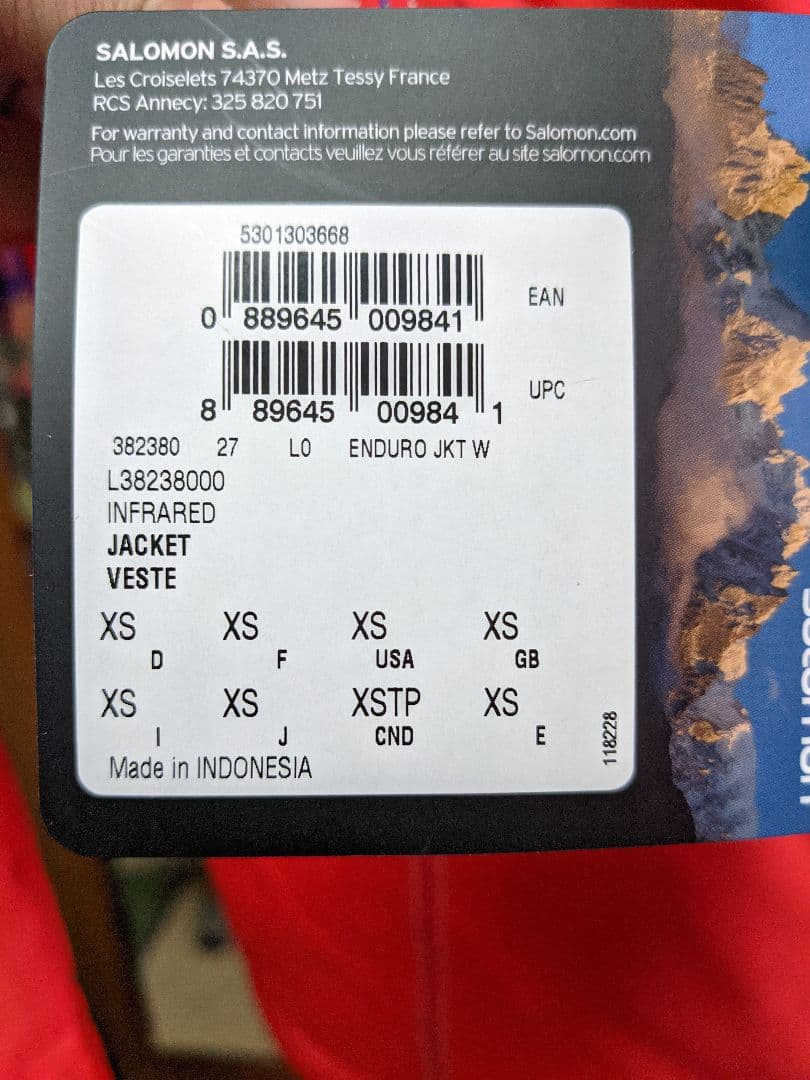 SALOMON S.A.S.
Les Croiselets 74370 Metz Tessy France
RCS Annecy: 325 820 751
For warranty and contact information please refer to Salomon.com
Pour les garanties et contacts veuillez vous référer au site salomon.com
5301303668
EAN
0 889645 009841
UPC
8 89645 00984 1
382380 27 L0 ENDURO JKT W
L38238000
INFRARED
JACKET
VESTE
XS XS XS XS
D F USA GB
XS XS XSTP XS
I J CND E
Made in INDONESIA
118228